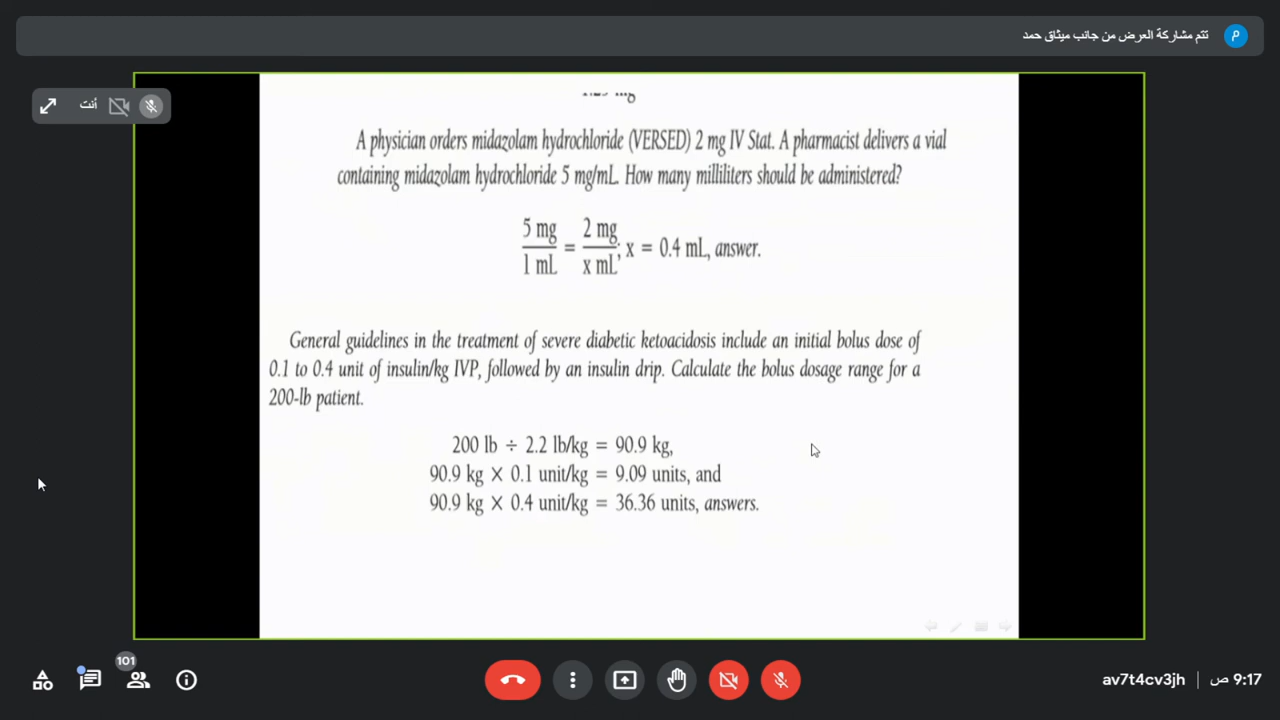 تتم مشاركة العرض من جانب ميثاق حمد
م
أنت
A physician orders midazolam hydrochloride (VERSED) 2 mg IV Stat. A pharmacist delivers a vial
containing midazolam hydrochloride 5 mg/mL. How many milliliters should be administered?
5 mg / 1 mL = 2 mg / x mL; x = 0.4 mL, answer.
General guidelines in the treatment of severe diabetic ketoacidosis include an initial bolus dose of
0.1 to 0.4 unit of insulin/kg IVP, followed by an insulin drip. Calculate the bolus dosage range for a
200-lb patient.
200 lb ÷ 2.2 lb/kg = 90.9 kg,
90.9 kg × 0.1 unit/kg = 9.09 units, and
90.9 kg × 0.4 unit/kg = 36.36 units, answers.
101
av7t4cv3jh
9:17 ص